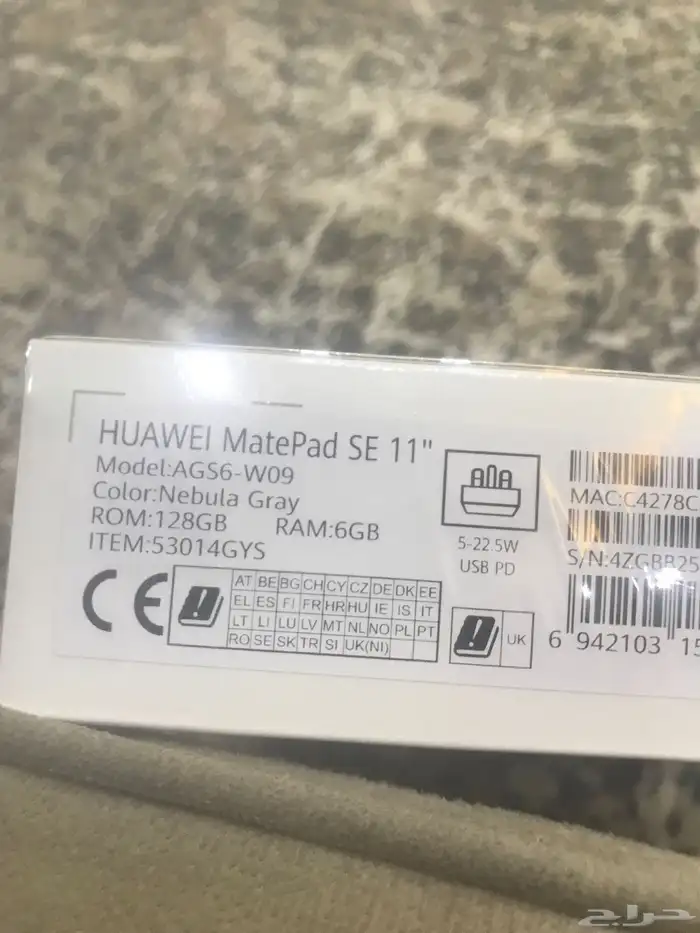 HUAWEI MatePad SE 11"
Model:AGS6-W09
Color:Nebula Gray
ROM:128GB RAM:6GB
ITEM:53014GYS
CE
AT BE BG CH CY CZ DE DK EE
EL ES FI FR HR HU IE IS IT
LT LI LU LV MT NL NO PL PT
RO SE SK TR SI UK(NI)
5-22.5W
USB PD
UK
MAC:C4278C
S/N:4ZGBB25
6 942103 15
حراج